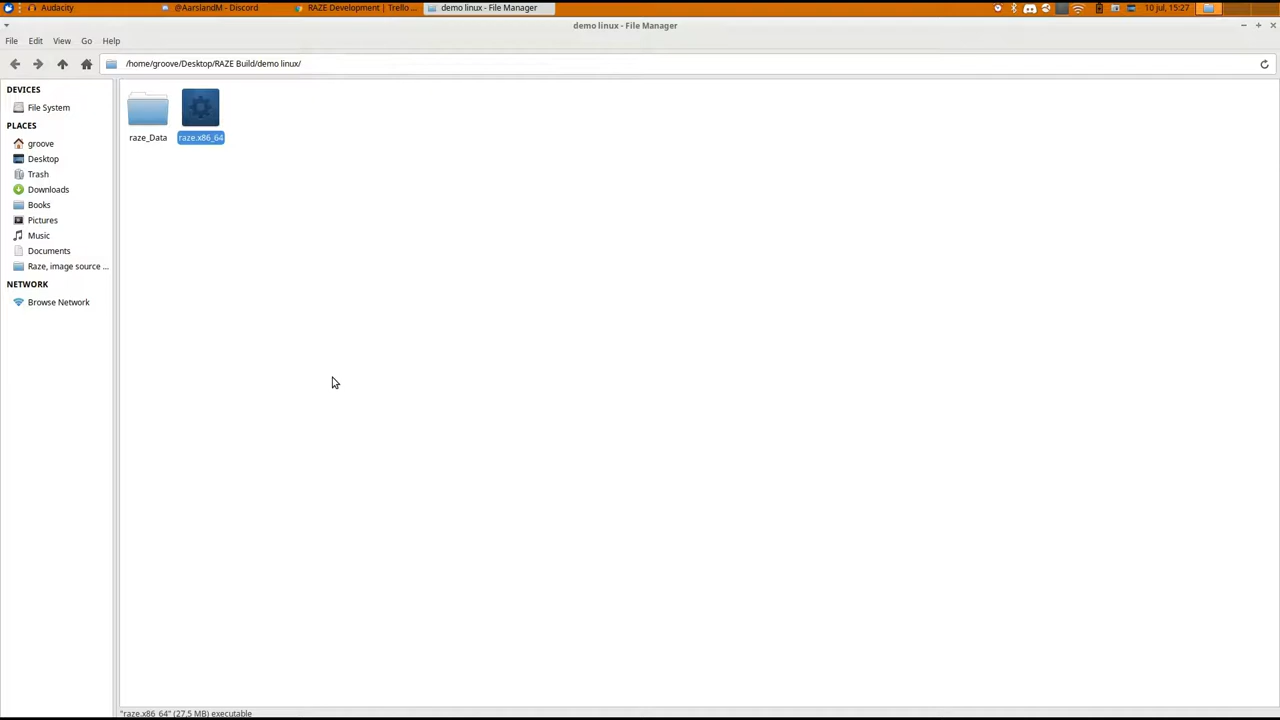 Audacity
@AarslandM - Discord
RAZE Development | Trello ...
demo linux - File Manager
10 jul, 15:27
demo linux - File Manager
File Edit View Go Help
/home/groove/Desktop/RAZE Build/demo linux/
DEVICES
File System
PLACES
groove
Desktop
Trash
Downloads
Books
Pictures
Music
Documents
Raze, image source ...
NETWORK
Browse Network
raze_Data
raze.x86_64
"raze.x86_64" (27,5 MB) executable